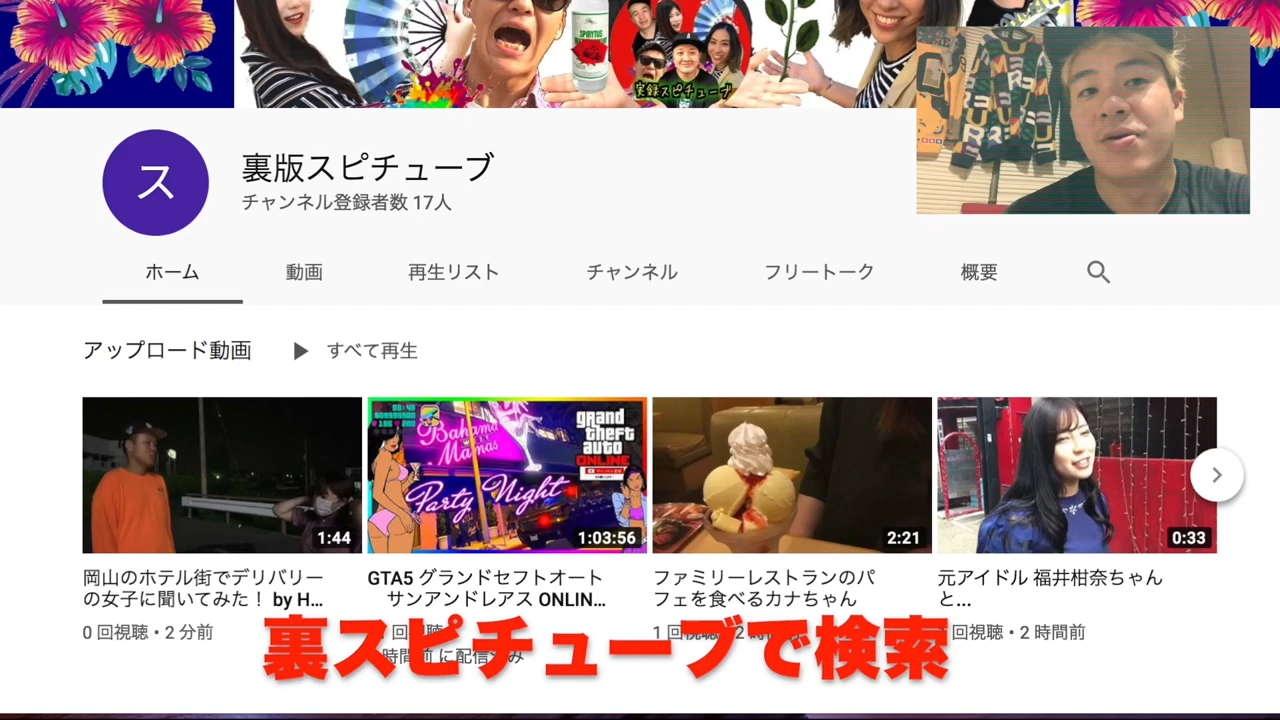 SPIRYTUS
実録スピチューブ
ス
裏版スピチューブ
チャンネル登録者数 17人
ホーム
動画
再生リスト
チャンネル
フリートーク
概要
アップロード動画
すべて再生
Bahama Mamas
Party Night
grand theft auto
ONLINE
1:44
1:03:56
2:21
0:33
岡山のホテル街でデリバリー
の女子に聞いてみた！ by H...
0 回視聴・2 分前
GTA5 グランドセフトオート
サンアンドレアス ONLIN...
ファミリーレストランのパ
フェを食べるカナちゃん
元アイドル 福井柑奈ちゃん
と...
回視聴・2 時間前
裏スピチューブで検索